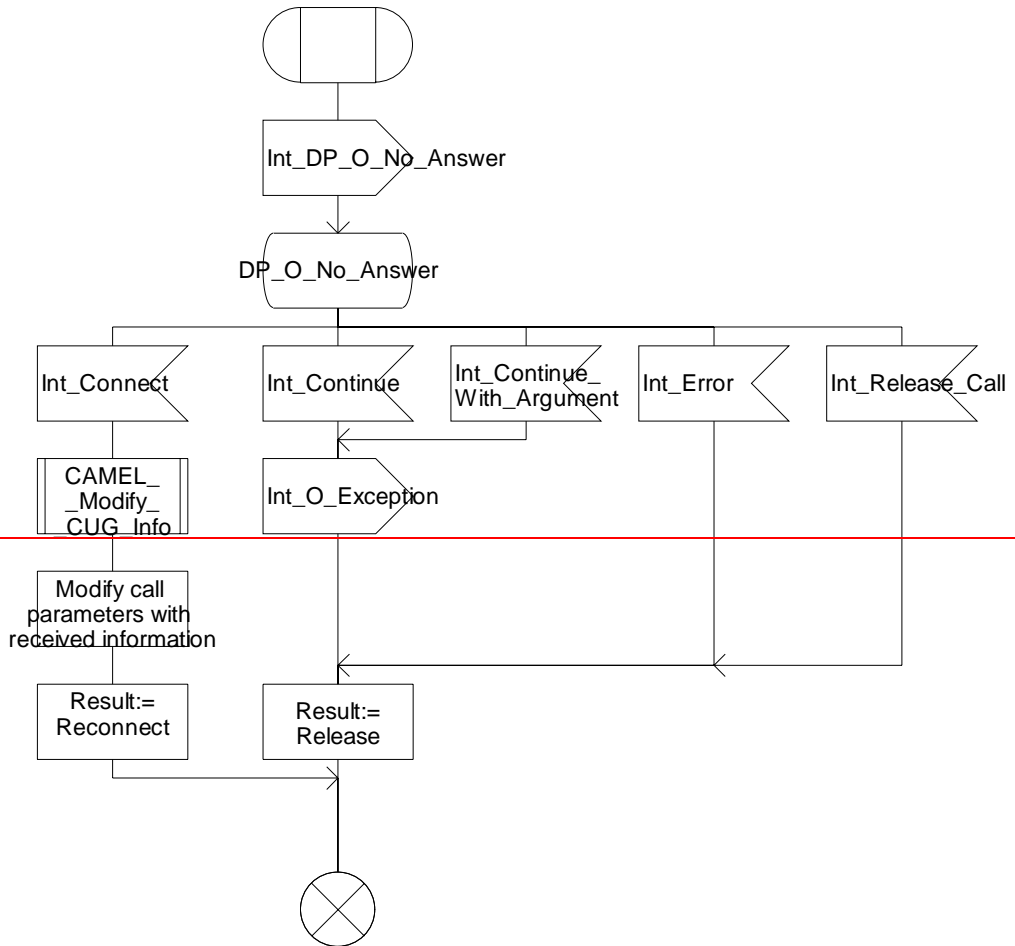 Int_DP_O_No_Answer
DP_O_No_Answer
Int_Connect
Int_Continue
Int_Continue_
With_Argument
Int_Error
Int_Release_Call
CAMEL_
_Modify_
_CUG_Info
Int_O_Exception
Modify call
parameters with
received information
Result:=
Reconnect
Result:=
Release